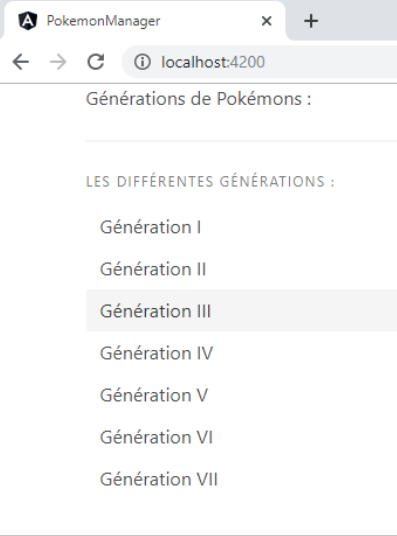 PokemonManager
localhost:4200
Générations de Pokémons :
LES DIFFÉRENTES GÉNÉRATIONS :
Génération I
Génération II
Génération III
Génération IV
Génération V
Génération VI
Génération VII